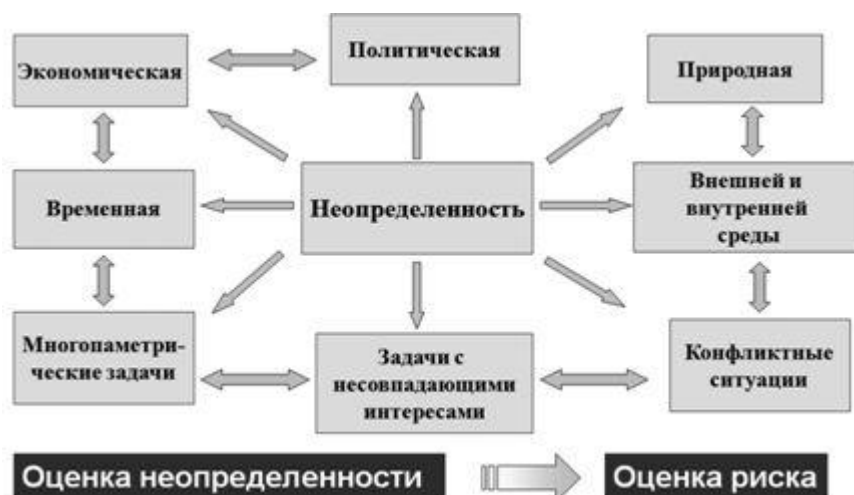 Экономическая
Политическая
Природная
Временная
Неопределенность
Внешней и
внутренней
среды
Многопаметри-
ческие задачи
Задачи с
несовпадающими
интересами
Конфликтные
ситуации
Оценка неопределенности
Оценка риска